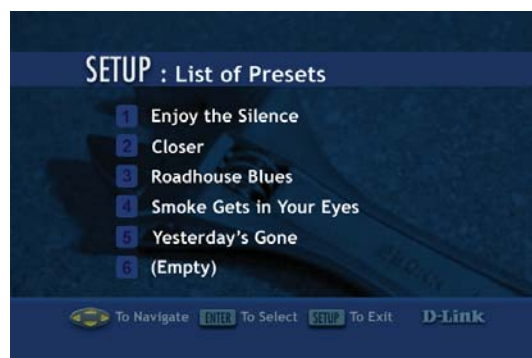 SETUP : List of Presets
1 Enjoy the Silence
2 Closer
3 Roadhouse Blues
4 Smoke Gets in Your Eyes
5 Yesterday's Gone
6 (Empty)
To Navigate ENTER To Select SETUP To Exit D-Link